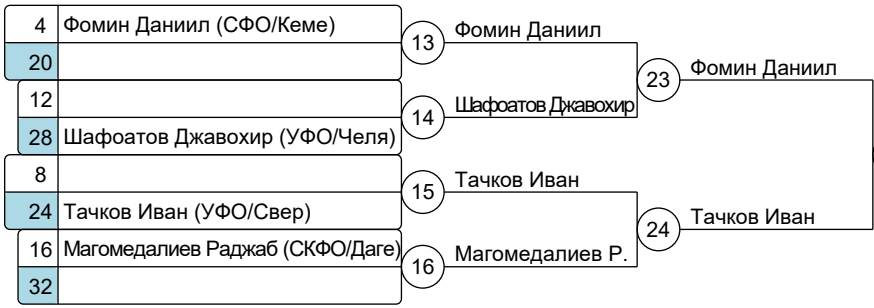 4 Фомин Даниил (СФО/Кеме)
20
13 Фомин Даниил
12
28 Шафоатов Джавохир (УФО/Челя)
14 Шафоатов Джавохир
23 Фомин Даниил
8
24 Тачков Иван (УФО/Свер)
15 Тачков Иван
16 Магомедалиев Раджаб (СКФО/Даге)
32
16 Магомедалиев Р.
24 Тачков Иван